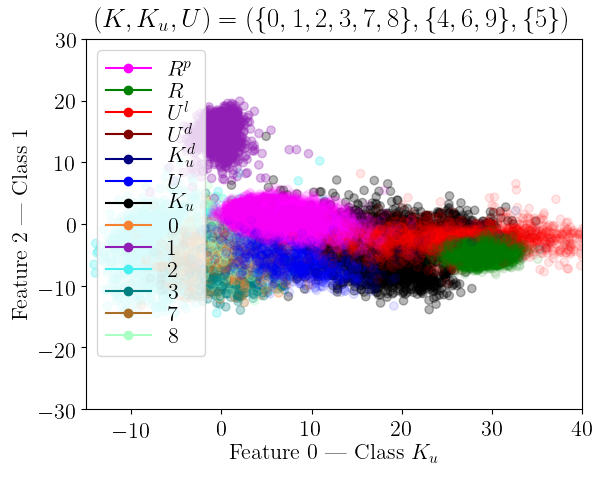 (K, K_u, U) = ({0, 1, 2, 3, 7, 8}, {4, 6, 9}, {5})
30
20
10
0
−10
−20
−30
Feature 2 — Class 1
R^p
R
U^l
U^d
K_u^d
U
K_u
0
1
2
3
7
8
−10
0
10
20
30
40
Feature 0 — Class K_u